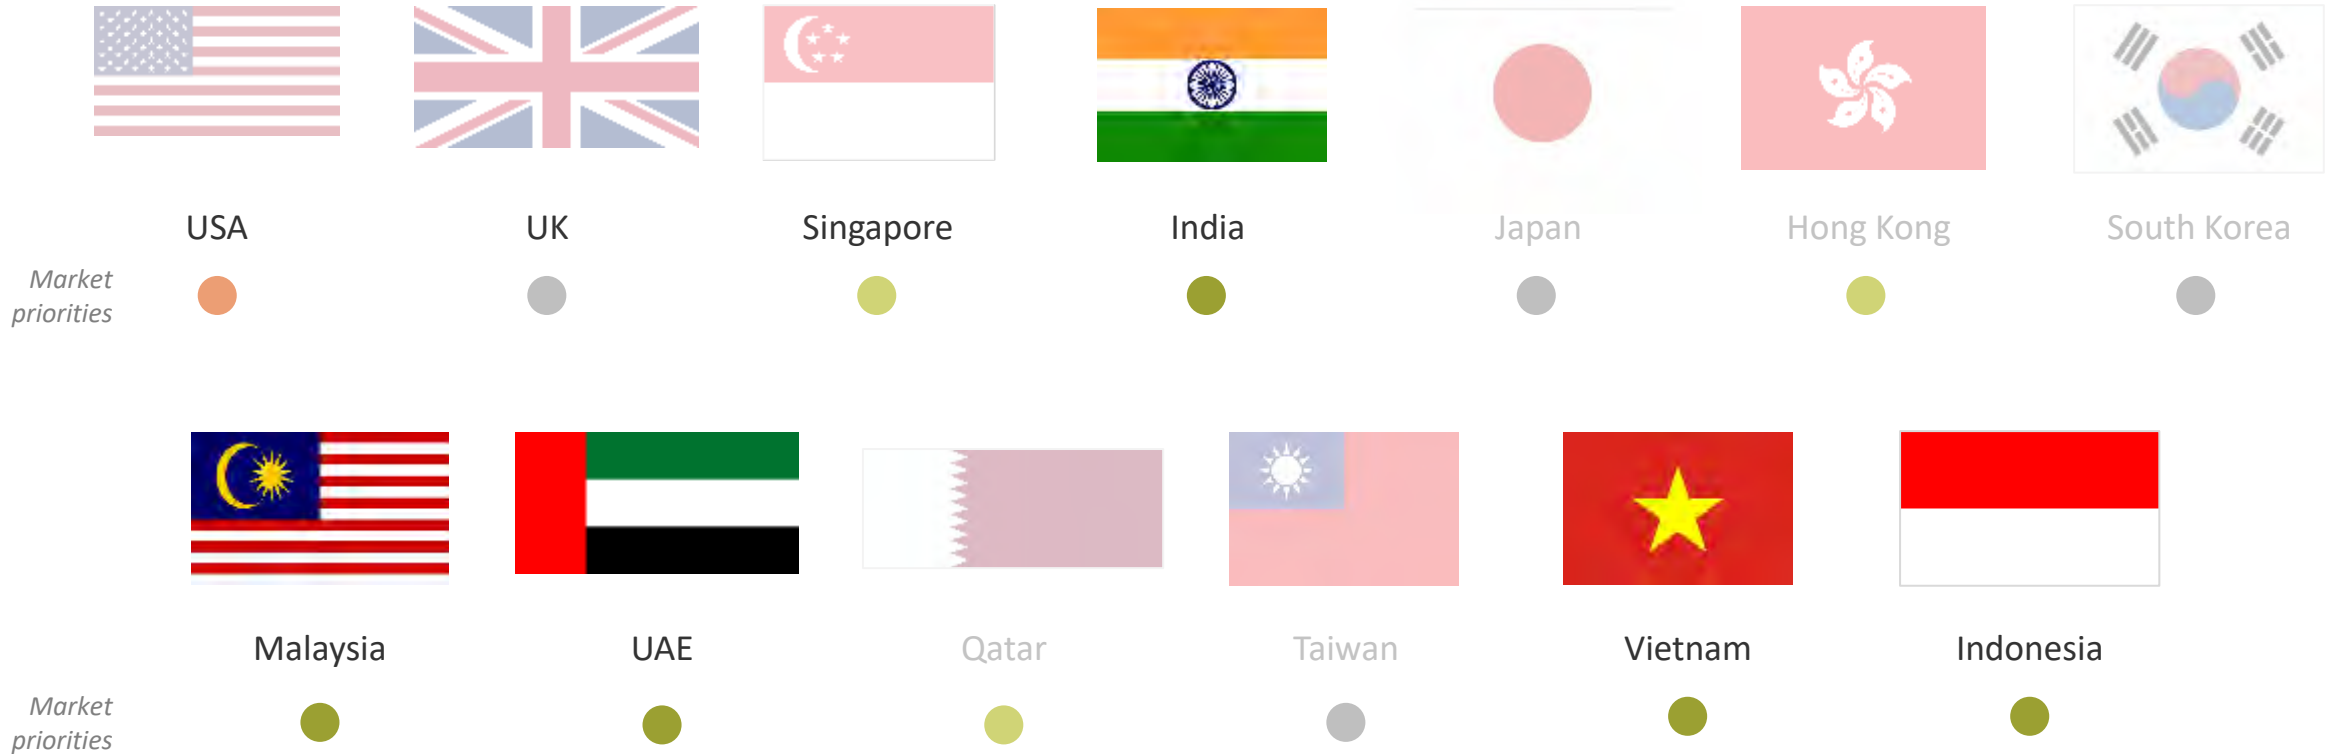 USA
UK
Singapore
India
Japan
Hong Kong
South Korea
Market
priorities
Malaysia
UAE
Qatar
Taiwan
Vietnam
Indonesia
Market
priorities